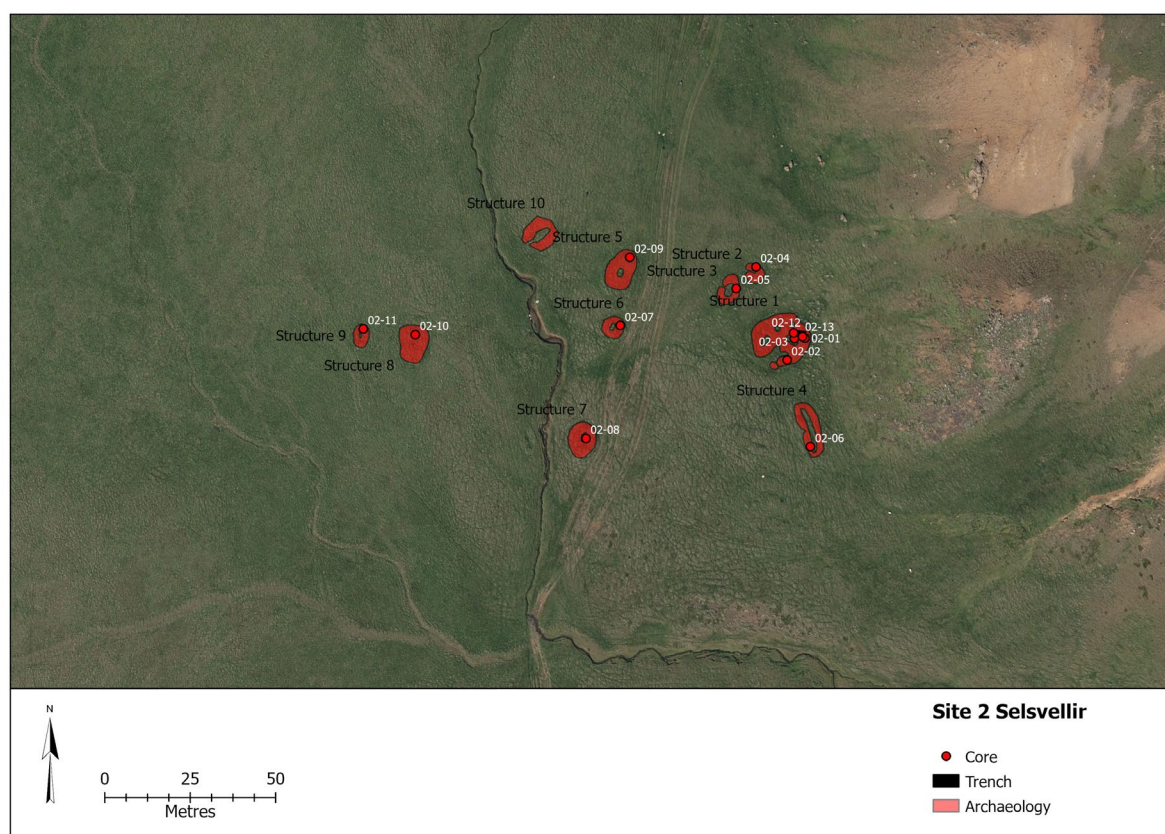 Structure 10
Structure 5
02-09
Structure 2
02-04
Structure 3
02-05
Structure 1
Structure 6
02-07
02-12
02-13
02-03
02-01
02-02
02-11
Structure 9
02-10
Structure 8
Structure 4
Structure 7
02-08
02-06
N
0 25 50
Metres
Site 2 Selsvellir
Core
Trench
Archaeology